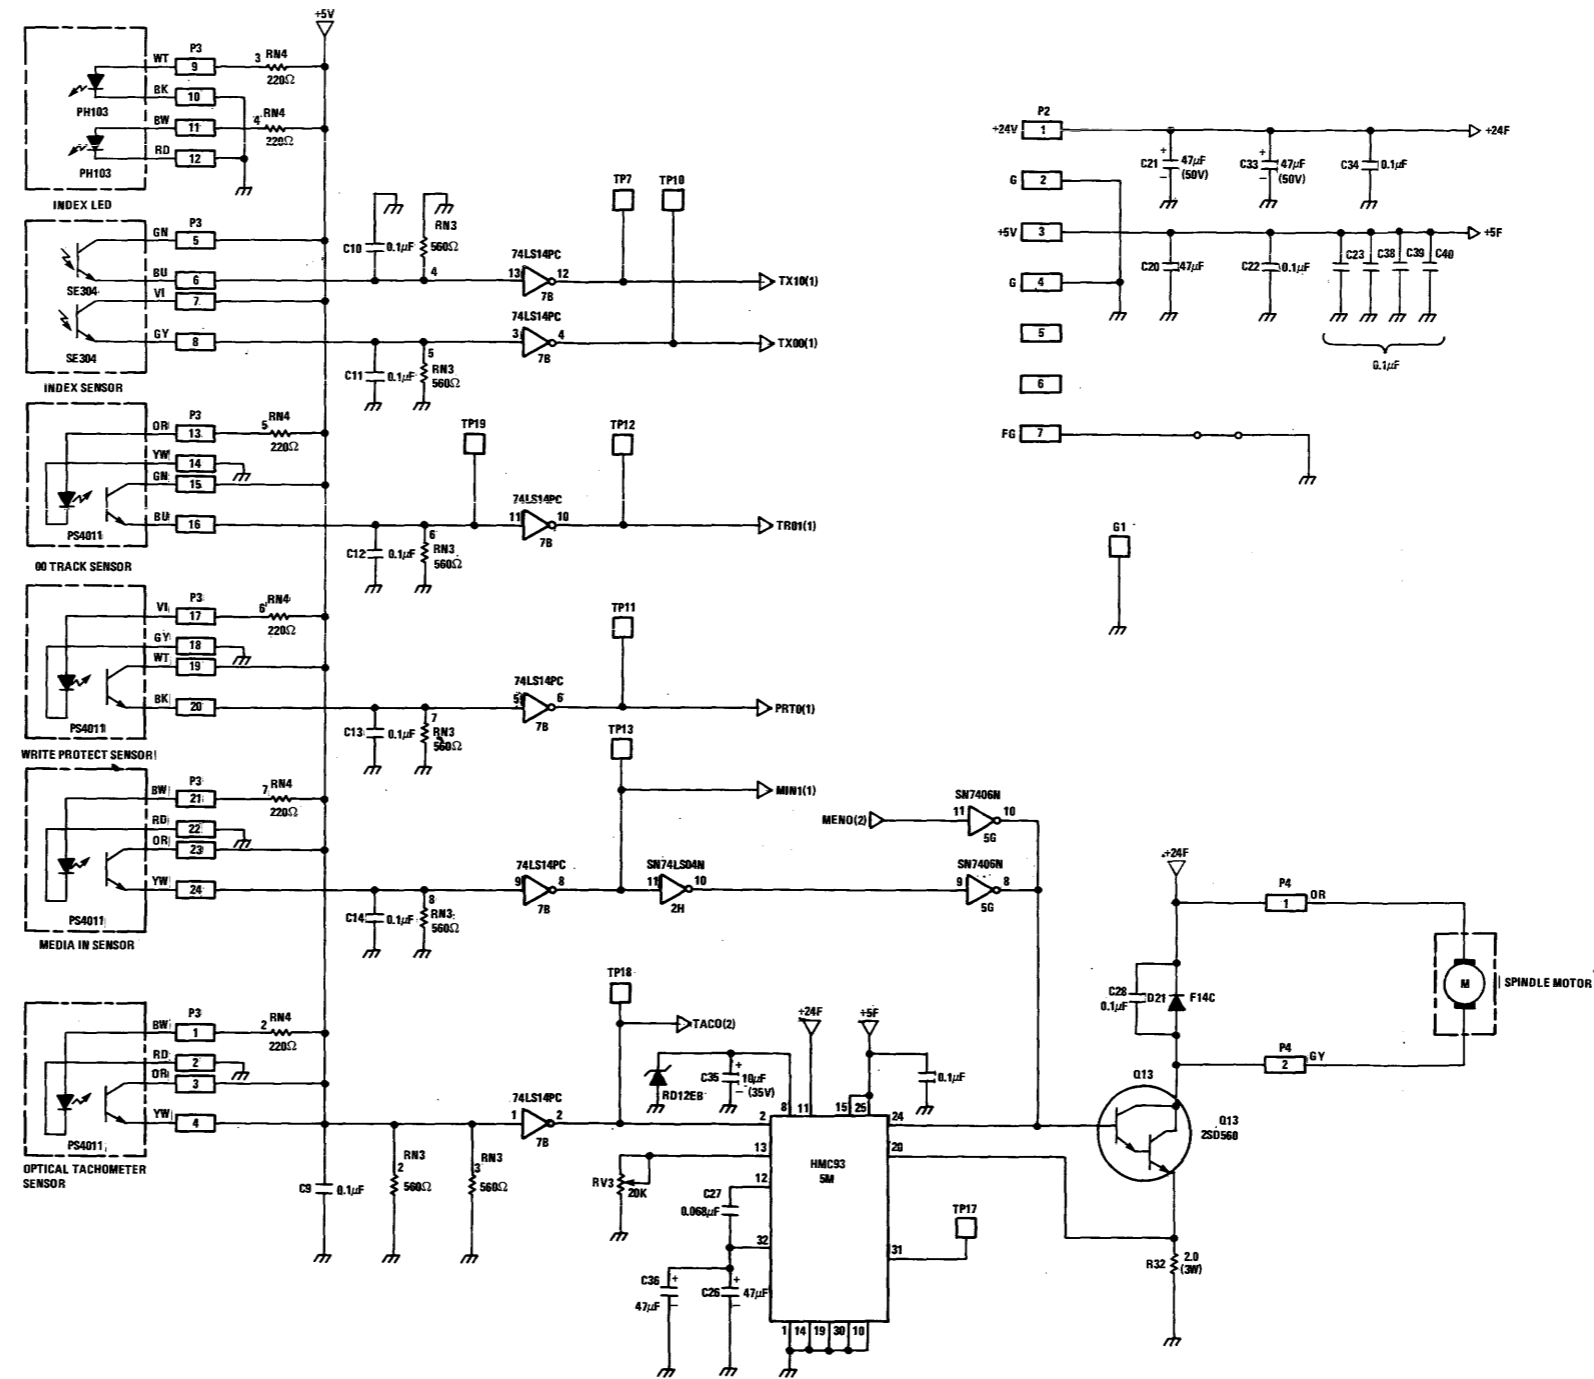 +5V
WT P3 9 3 RN4 220Ω
BK 10
PH103
BW 11 4 RN4 220Ω
RD 12
PH103
INDEX LED
GN P3 5
BU 6
SE304
VI 7
GY 8
SE304
INDEX SENSOR
C10 0.1µF
RN3 560Ω 4
74LS14PC 13 12 7B
TP7
TP10
TX10(1)
C11 0.1µF
5 RN3 560Ω
74LS14PC 3 4 7B
TX00(1)
OR P3 13 5 RN4 220Ω
YW 14
GN 15
BU 16
PS4011
00 TRACK SENSOR
C12 0.1µF
6 RN3 560Ω
TP19
74LS14PC 11 10 7B
TP12
TR01(1)
VI P3 17 6 RN4 220Ω
GY 18
WT 19
BK 20
PS4011
WRITE PROTECT SENSOR
C13 0.1µF
7 RN3 560Ω
74LS14PC 5 6 7B
TP11
PRT0(1)
BW P3 21 7 RN4 220Ω
RD 22
OR 23
YW 24
PS4011
MEDIA IN SENSOR
C14 0.1µF
8 RN3 560Ω
74LS14PC 9 8 7B
TP13
MIN1(1)
SN74LS04N 11 10 2H
MENO(2)
SN7406N 11 10 5G
SN7406N 9 8 5G
BW P3 1 2 RN4 220Ω
RD 2
OR 3
YW 4
PS4011
OPTICAL TACHOMETER
SENSOR
C9 0.1µF
RN3 2 560Ω
RN3 3 560Ω
74LS14PC 1 2 7B
TP18
TACO(2)
RD12EB
C35 + 10µF − (35V)
+24F
+5F
0.1µF
8 11 15 25
2 24
13 20
12
32 31
HMC93
5M
1 14 19 30 10
RV3 20K
C27 0.068µF
C36 + 47µF −
C26 + 47µF −
TP17
+24F
P4 1 OR
C28 0.1µF
D21 F14C
P4 2 GY
M
SPINDLE MOTOR
Q13
Q13
2SD560
R32 2.0 (3W)
P2
+24V 1 +24F
C21 + 47µF (50V) −
C33 + 47µF (50V) −
C34 0.1µF
G 2
+5V 3 +5F
C20 47µF
C22 0.1µF
C23 C38 C39 C40
0.1µF
G 4
5
6
FG 7
G1